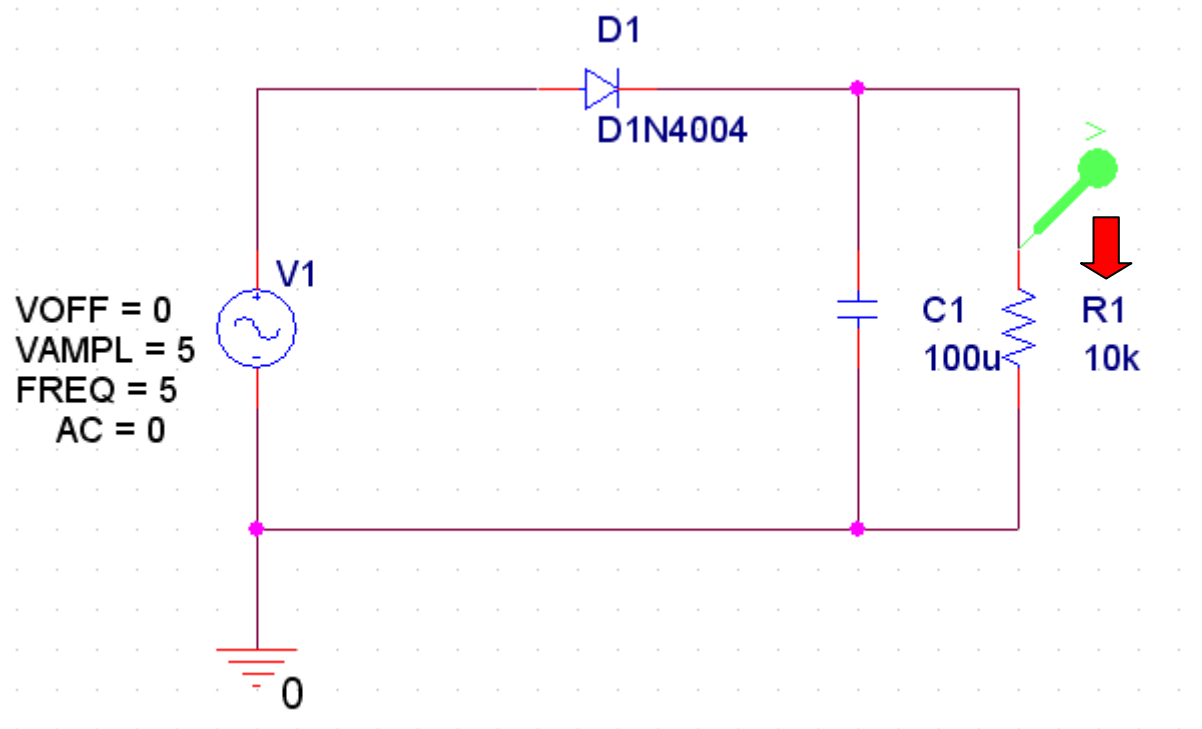 D1
D1N4004
V1
VOFF = 0
VAMPL = 5
FREQ = 5
AC = 0
C1
100u
V
R1
10k
0